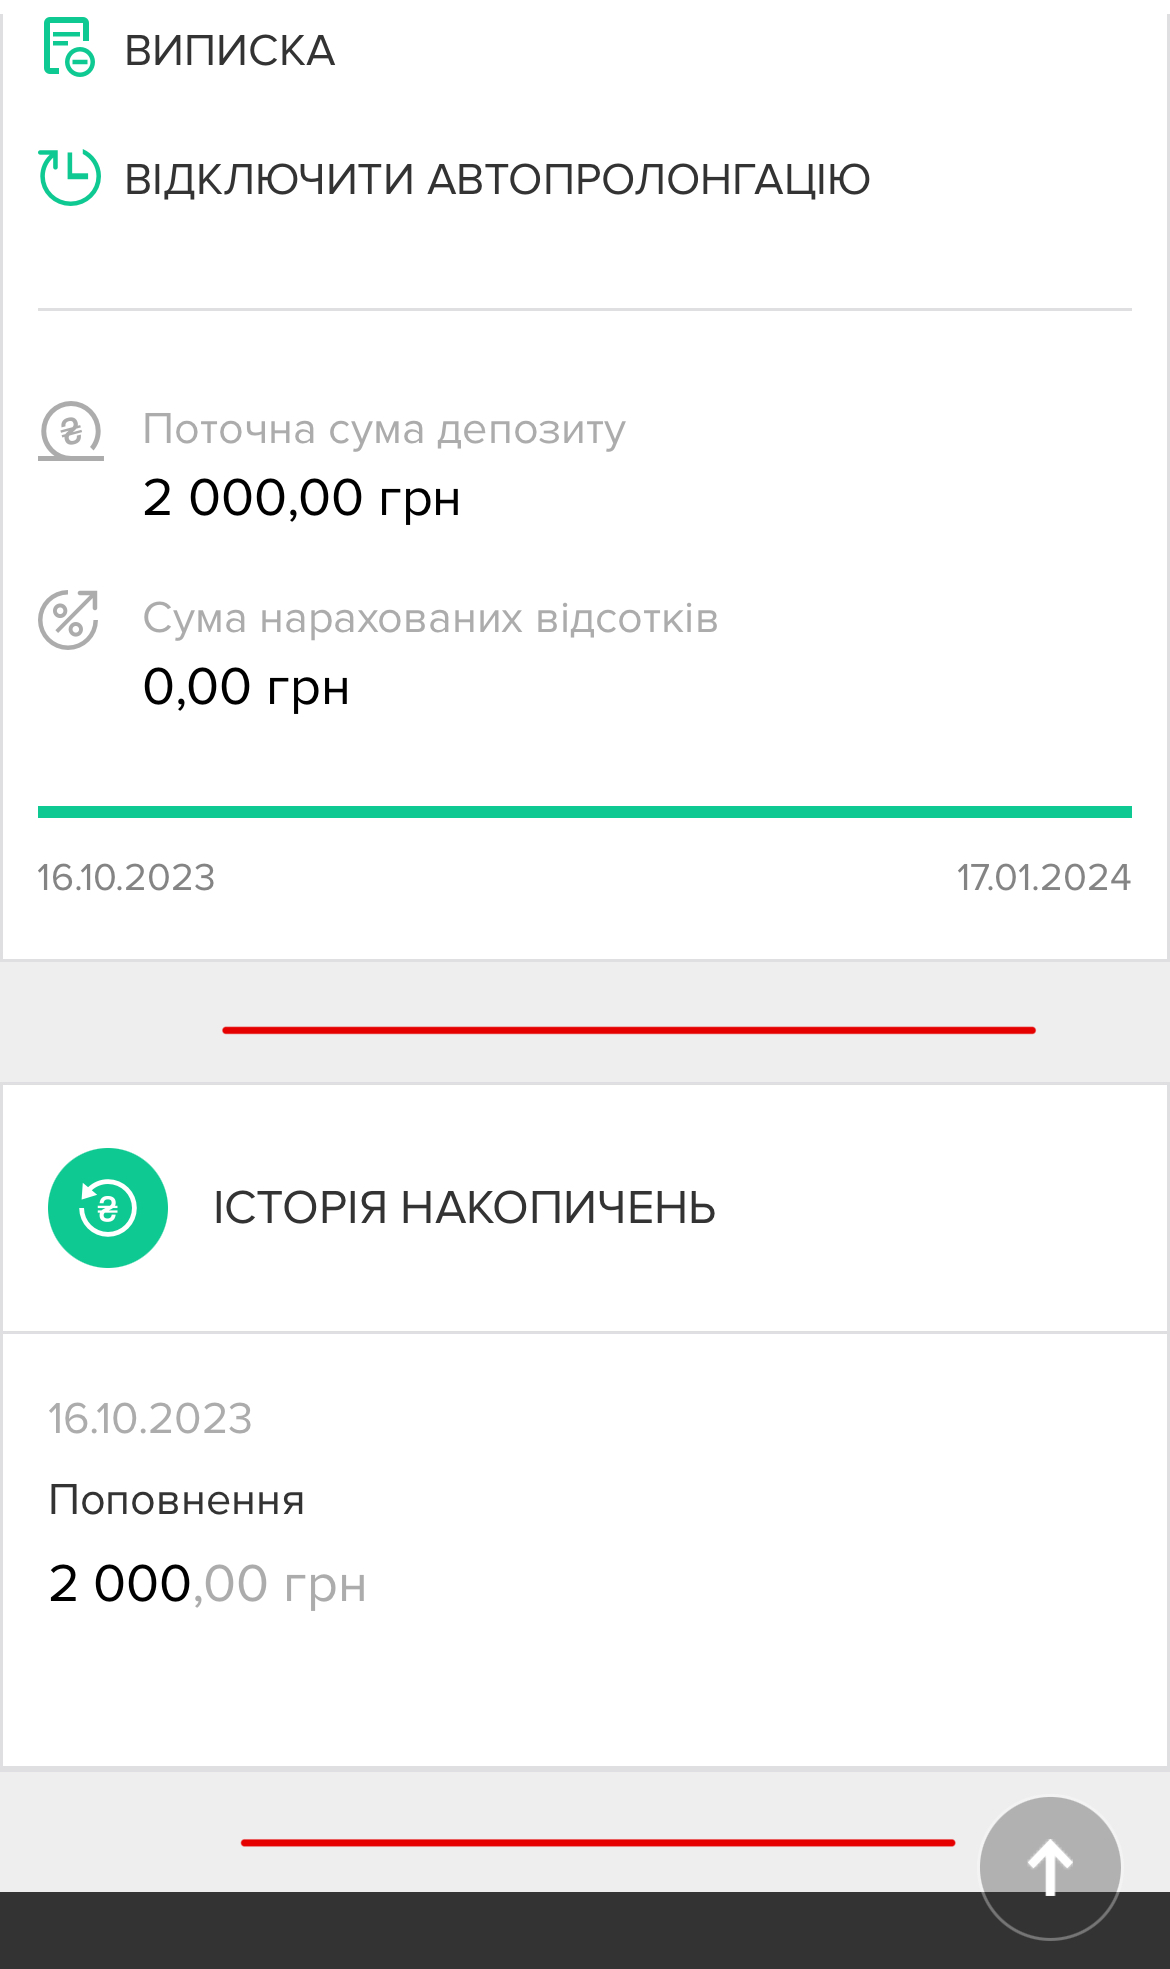 ВИПИСКА
ВІДКЛЮЧИТИ АВТОПРОЛОНГАЦІЮ
Поточна сума депозиту
2 000,00 грн
Сума нарахованих відсотків
0,00 грн
16.10.2023 17.01.2024
ІСТОРІЯ НАКОПИЧЕНЬ
16.10.2023
Поповнення
2 000,00 грн